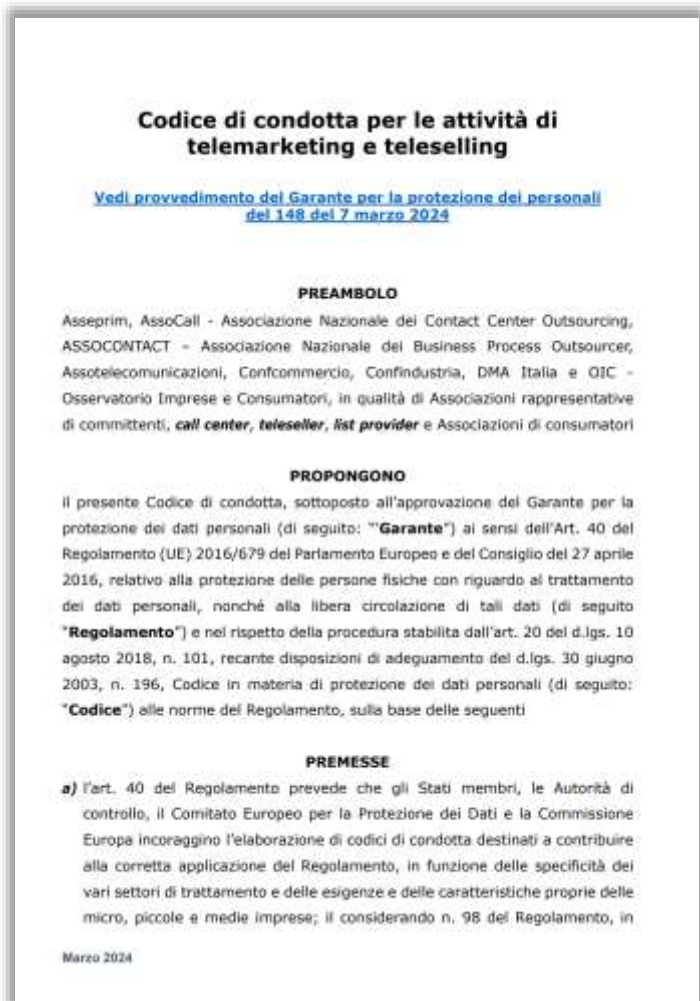 Codice di condotta per le attività di
telemarketing e teleselling
Vedi provvedimento del Garante per la protezione dei personali
del 148 del 7 marzo 2024
PREAMBOLO
Asseprim, AssoCall - Associazione Nazionale dei Contact Center Outsourcing,
ASSOCONTACT – Associazione Nazionale dei Business Process Outsourcer,
Assotelecomunicazioni, Confcommercio, Confindustria, DMA Italia e OIC -
Osservatorio Imprese e Consumatori, in qualità di Associazioni rappresentative
di committenti, call center, teleseller, list provider e Associazioni di consumatori
PROPONGONO
il presente Codice di condotta, sottoposto all'approvazione del Garante per la
protezione dei dati personali (di seguito: "'Garante") ai sensi dell'Art. 40 del
Regolamento (UE) 2016/679 del Parlamento Europeo e del Consiglio del 27 aprile
2016, relativo alla protezione delle persone fisiche con riguardo al trattamento
dei dati personali, nonché alla libera circolazione di tali dati (di seguito
"Regolamento") e nel rispetto della procedura stabilita dall'art. 20 del d.lgs. 10
agosto 2018, n. 101, recante disposizioni di adeguamento del d.lgs. 30 giugno
2003, n. 196, Codice in materia di protezione dei dati personali (di seguito:
"Codice") alle norme del Regolamento, sulla base delle seguenti
PREMESSE
a) l'art. 40 del Regolamento prevede che gli Stati membri, le Autorità di
controllo, il Comitato Europeo per la Protezione dei Dati e la Commissione
Europa incoraggino l'elaborazione di codici di condotta destinati a contribuire
alla corretta applicazione del Regolamento, in funzione delle specificità dei
vari settori di trattamento e delle esigenze e delle caratteristiche proprie delle
micro, piccole e medie imprese; il considerando n. 98 del Regolamento, in
Marzo 2024